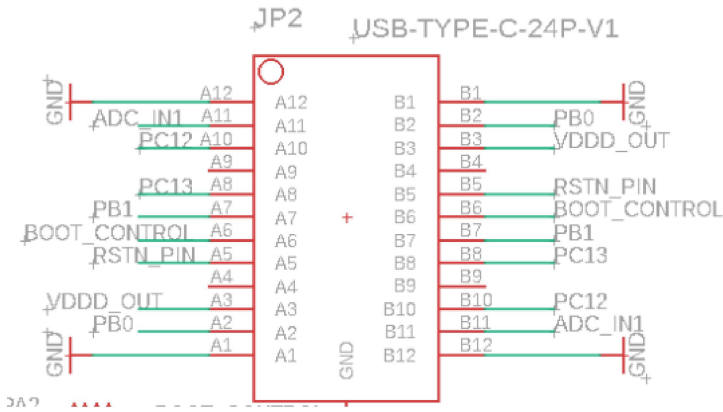 JP2
USB-TYPE-C-24P-V1
GND A12 A12 B1 B1 GND
ADC_IN1 A11 A11 B2 B2 PB0
PC12 A10 A10 B3 B3 VDDD_OUT
A9 A9 B4 B4
PC13 A8 A8 B5 B5 RSTN_PIN
PB1 A7 A7 B6 B6 BOOT_CONTROL
BOOT_CONTROL A6 A6 B7 B7 PB1
RSTN_PIN A5 A5 B8 B8 PC13
A4 A4 B9 B9
VDDD_OUT A3 A3 B10 B10 PC12
PB0 A2 A2 B11 B11 ADC_IN1
GND A1 A1 GND B12 B12 GND